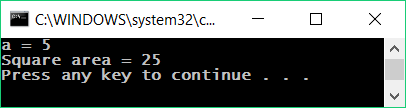 C:\WINDOWS\system32\c...
a = 5
Square area = 25
Press any key to continue . . .